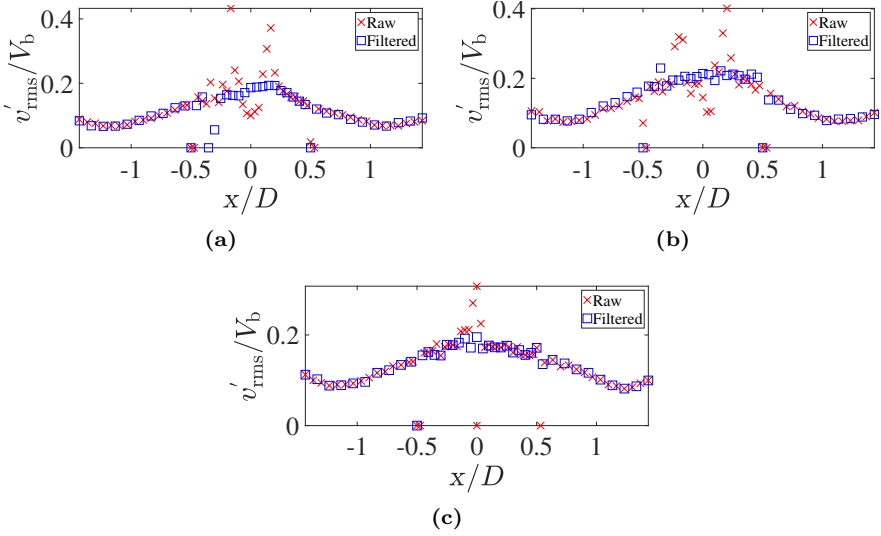 0.4
0.2
0
v′rms/Vb
× Raw
Filtered
-1 -0.5 0 0.5 1
x/D
(a)
0.4
0.2
0
v′rms/Vb
× Raw
Filtered
-1 -0.5 0 0.5 1
x/D
(b)
0.2
0
v′rms/Vb
× Raw
Filtered
-1 -0.5 0 0.5 1
x/D
(c)